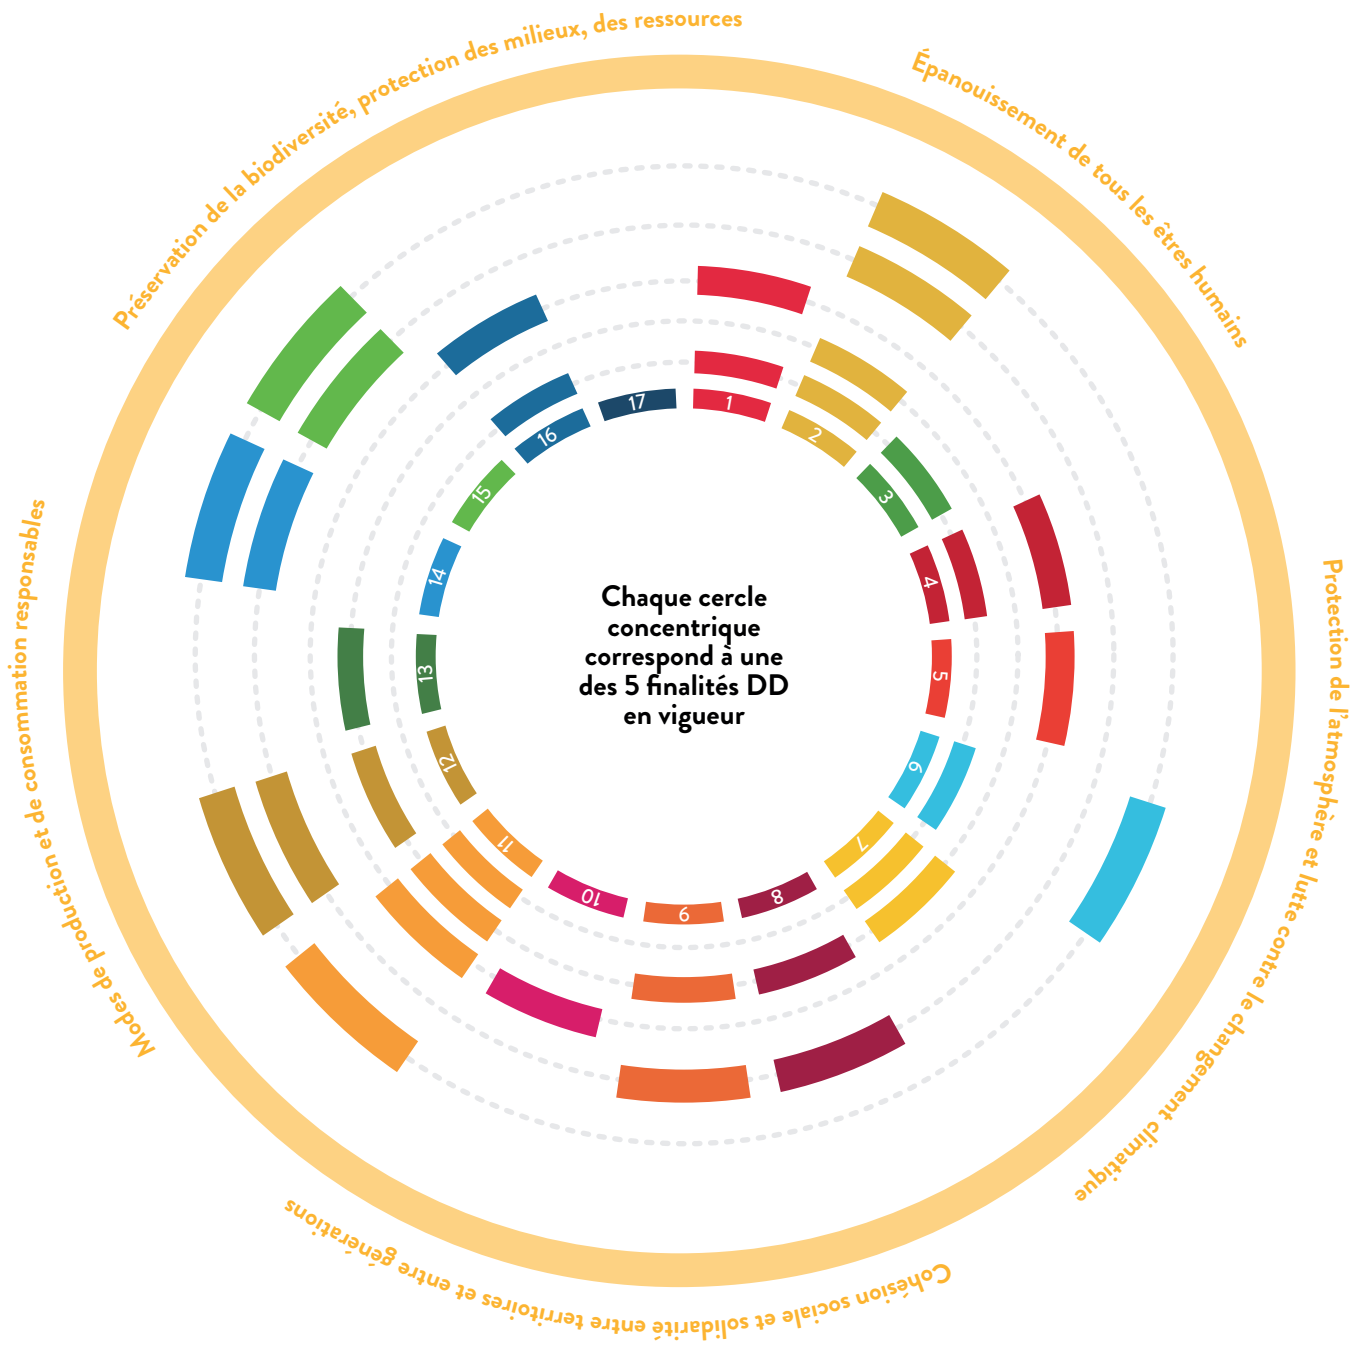 Préservation de la biodiversité, protection des milieux, des ressources
Épanouissement de tous les êtres humains
Protection de l'atmosphère et lutte contre le changement climatique
Cohésion sociale et solidarité entre territoires et entre générations
Modes de production et de consommation responsables
1
2
3
4
5
6
7
8
9
10
11
12
13
14
15
16
17
Chaque cercle
concentrique
correspond à une
des 5 finalités DD
en vigueur